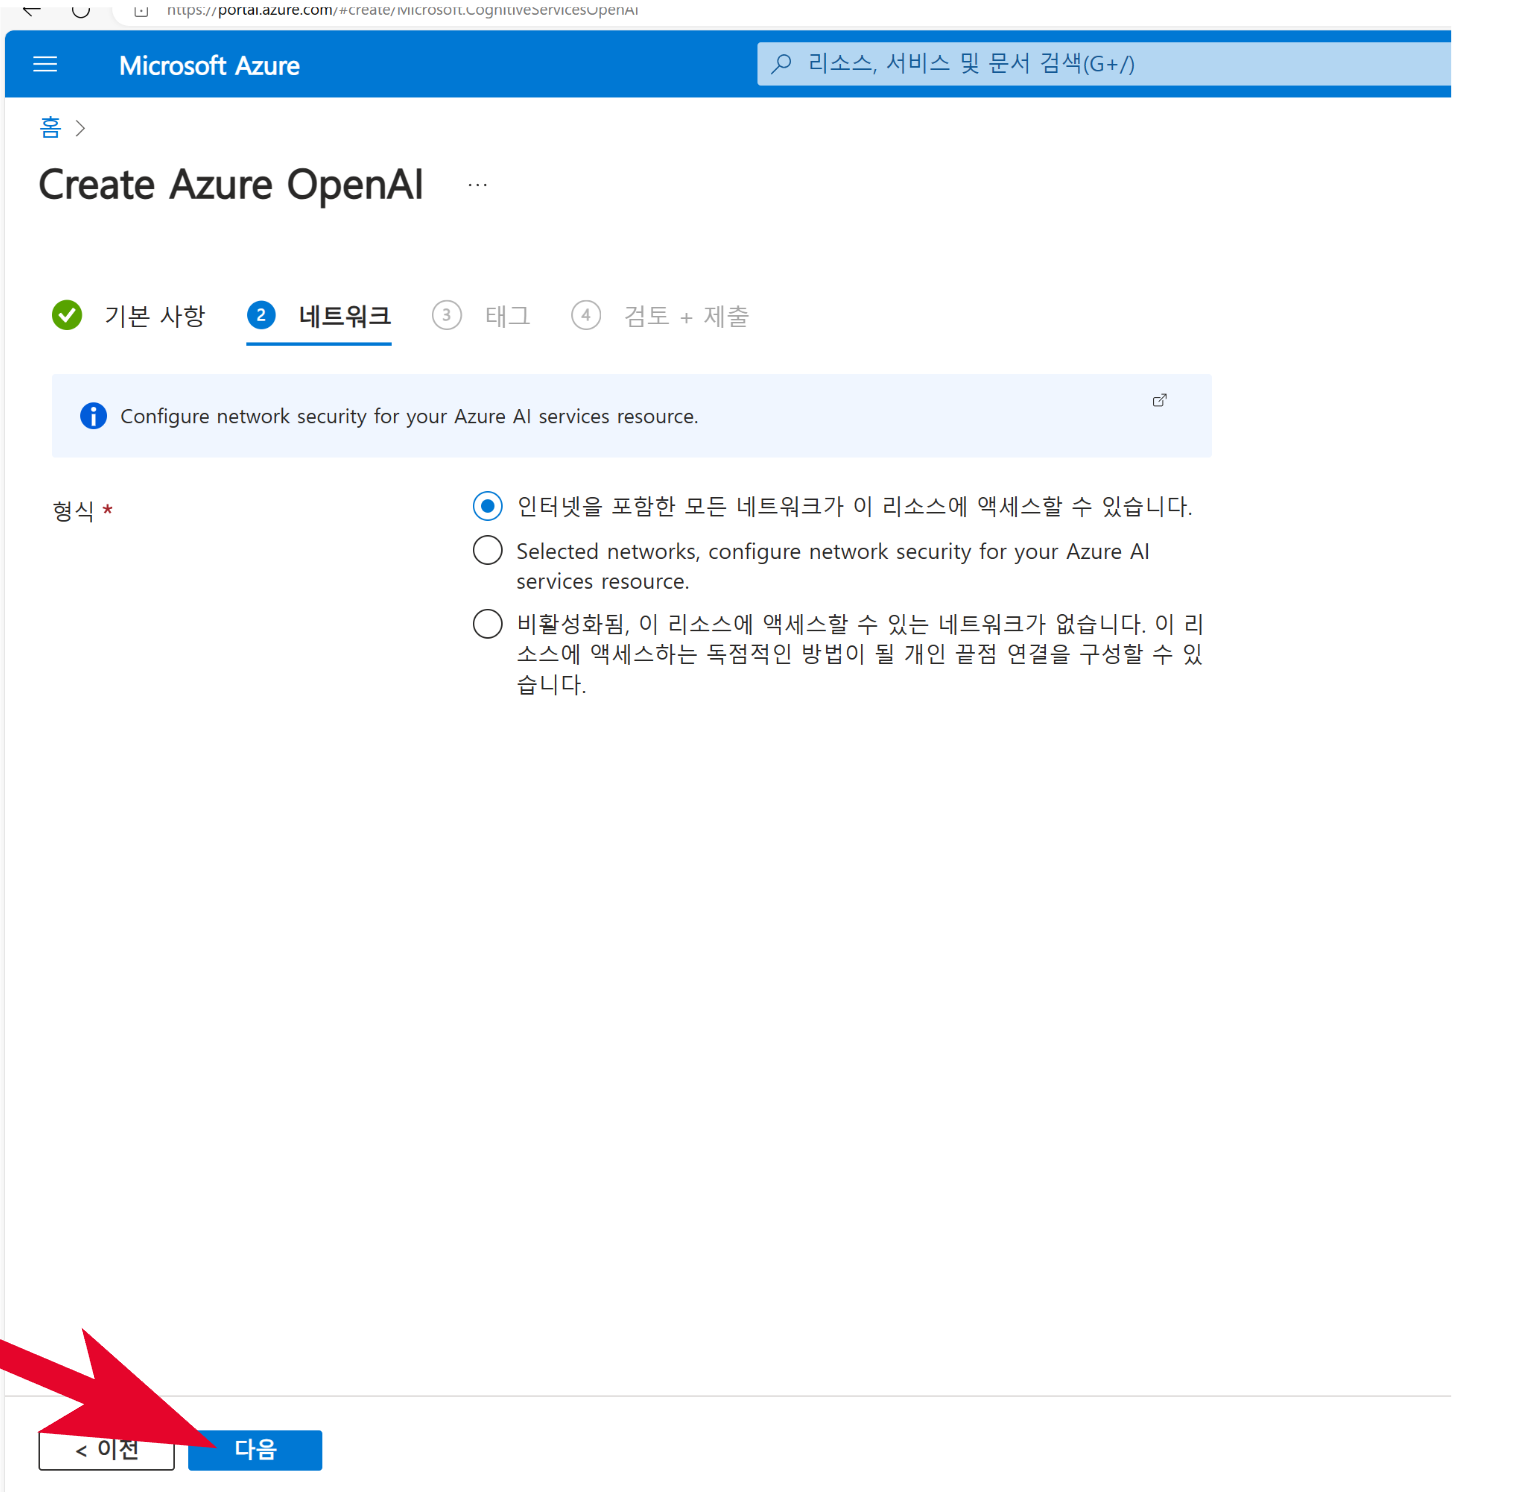 https://portal.azure.com/#create/Microsoft.CognitiveServicesOpenAI
Microsoft Azure
리소스, 서비스 및 문서 검색(G+/)
홈 >
Create Azure OpenAI ...
기본 사항 2 네트워크 3 태그 4 검토 + 제출
Configure network security for your Azure AI services resource.
형식 *
인터넷을 포함한 모든 네트워크가 이 리소스에 액세스할 수 있습니다.
Selected networks, configure network security for your Azure AI
services resource.
비활성화됨, 이 리소스에 액세스할 수 있는 네트워크가 없습니다. 이 리
소스에 액세스하는 독점적인 방법이 될 개인 끝점 연결을 구성할 수 있
습니다.
< 이전 다음